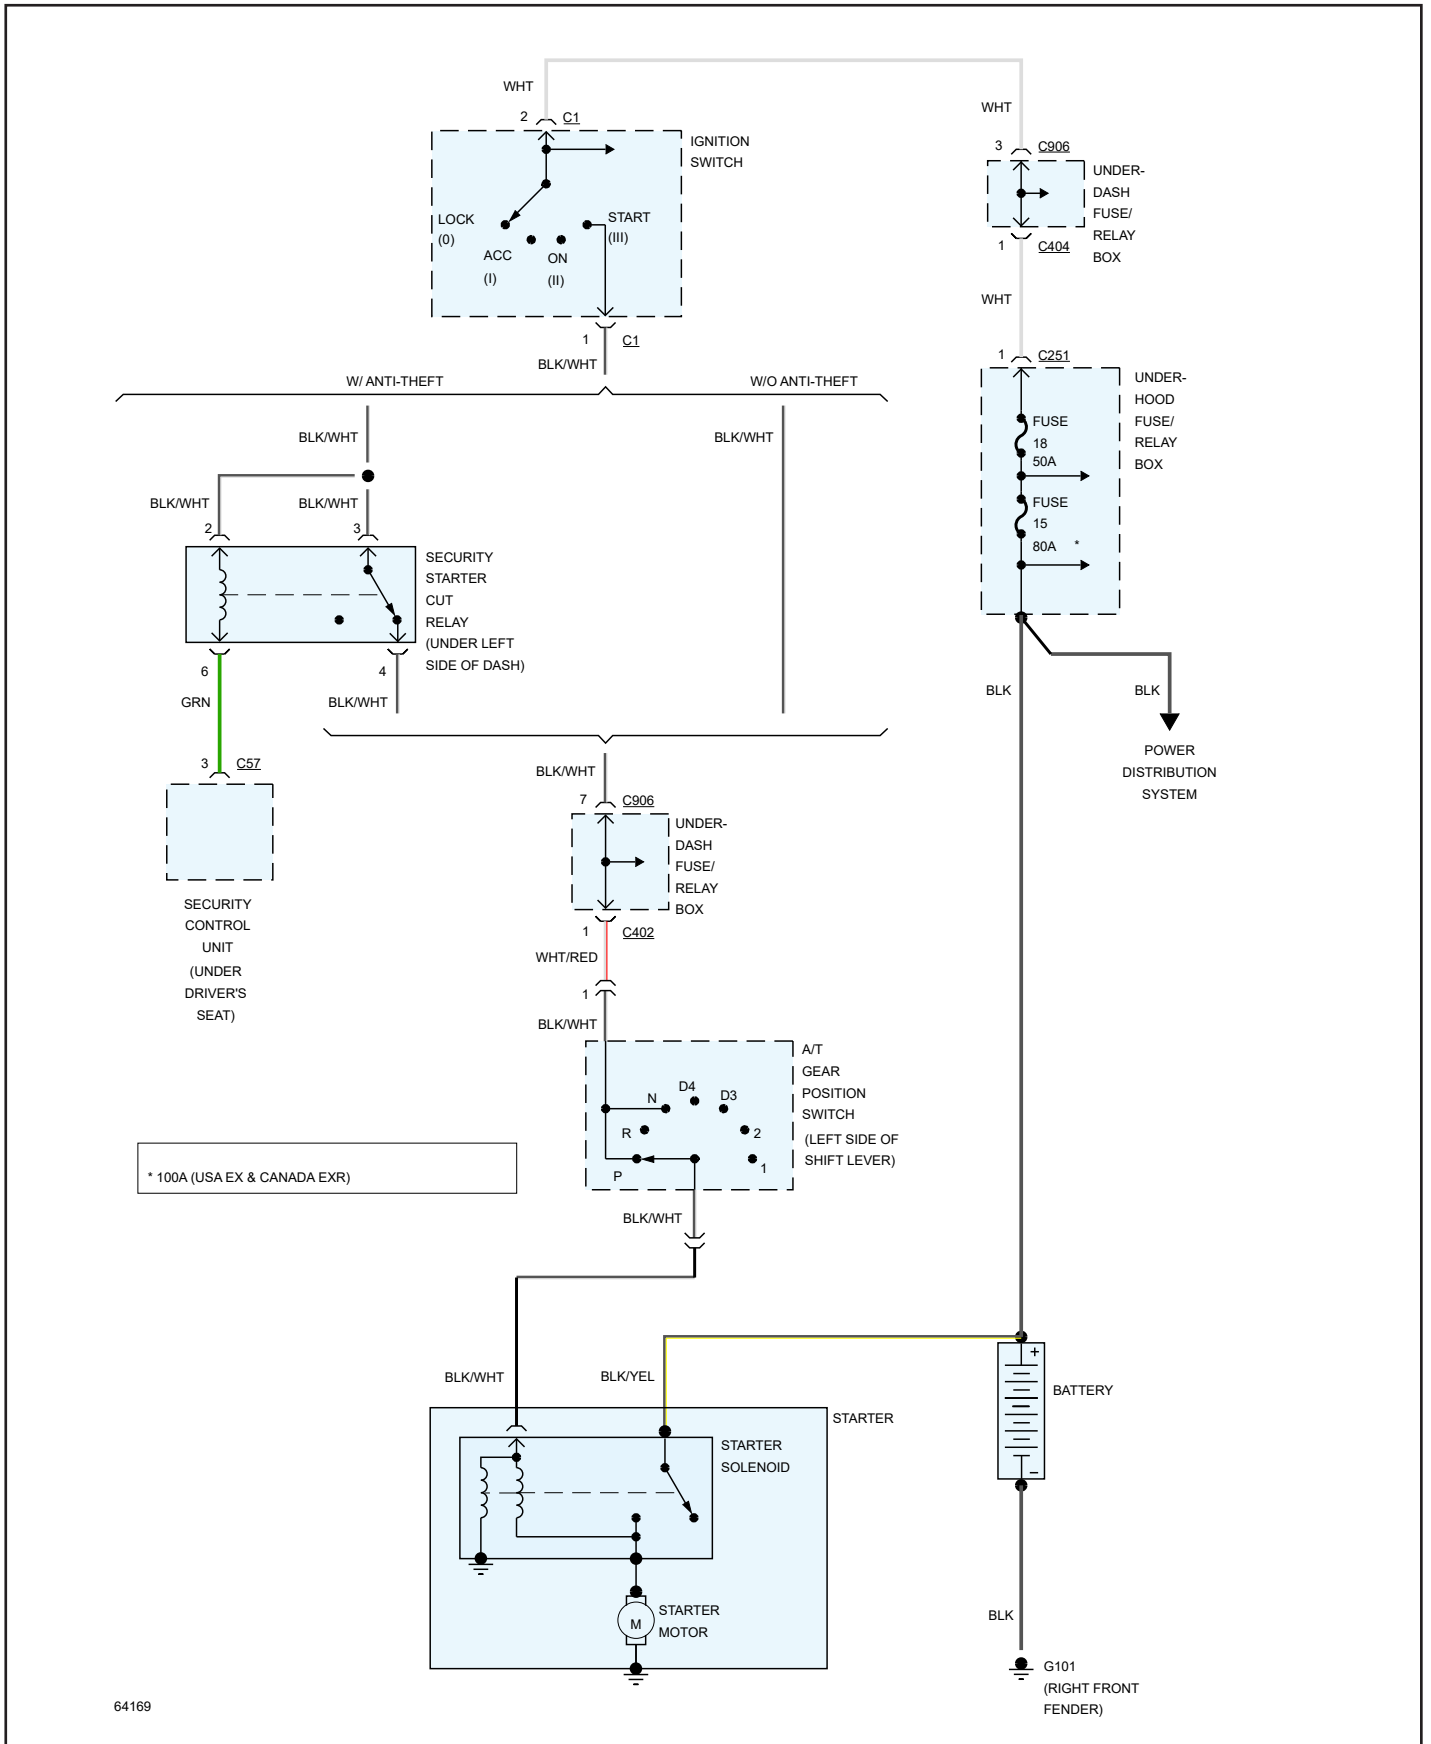 WHT
2 C1
IGNITION
SWITCH
LOCK
(0)
ACC
(I)
ON
(II)
START
(III)
1 C1
BLK/WHT
WHT
3 C906
UNDER-
DASH
FUSE/
RELAY
BOX
1 C404
WHT
1 C251
UNDER-
HOOD
FUSE/
RELAY
BOX
FUSE
18
50A
FUSE
15
80A *
W/ ANTI-THEFT
W/O ANTI-THEFT
BLK/WHT
BLK/WHT
BLK/WHT
BLK/WHT
2
3
SECURITY
STARTER
CUT
RELAY
(UNDER LEFT
SIDE OF DASH)
6
4
GRN
BLK/WHT
3 C57
SECURITY
CONTROL
UNIT
(UNDER
DRIVER'S
SEAT)
BLK
BLK
POWER
DISTRIBUTION
SYSTEM
BLK/WHT
7 C906
UNDER-
DASH
FUSE/
RELAY
BOX
1 C402
WHT/RED
1
BLK/WHT
A/T
GEAR
POSITION
SWITCH
(LEFT SIDE OF
SHIFT LEVER)
P
R
N
D4
D3
2
1
* 100A (USA EX & CANADA EXR)
BLK/WHT
BLK/WHT
BLK/YEL
STARTER
STARTER
SOLENOID
M
STARTER
MOTOR
+
BATTERY
−
BLK
G101
(RIGHT FRONT
FENDER)
64169